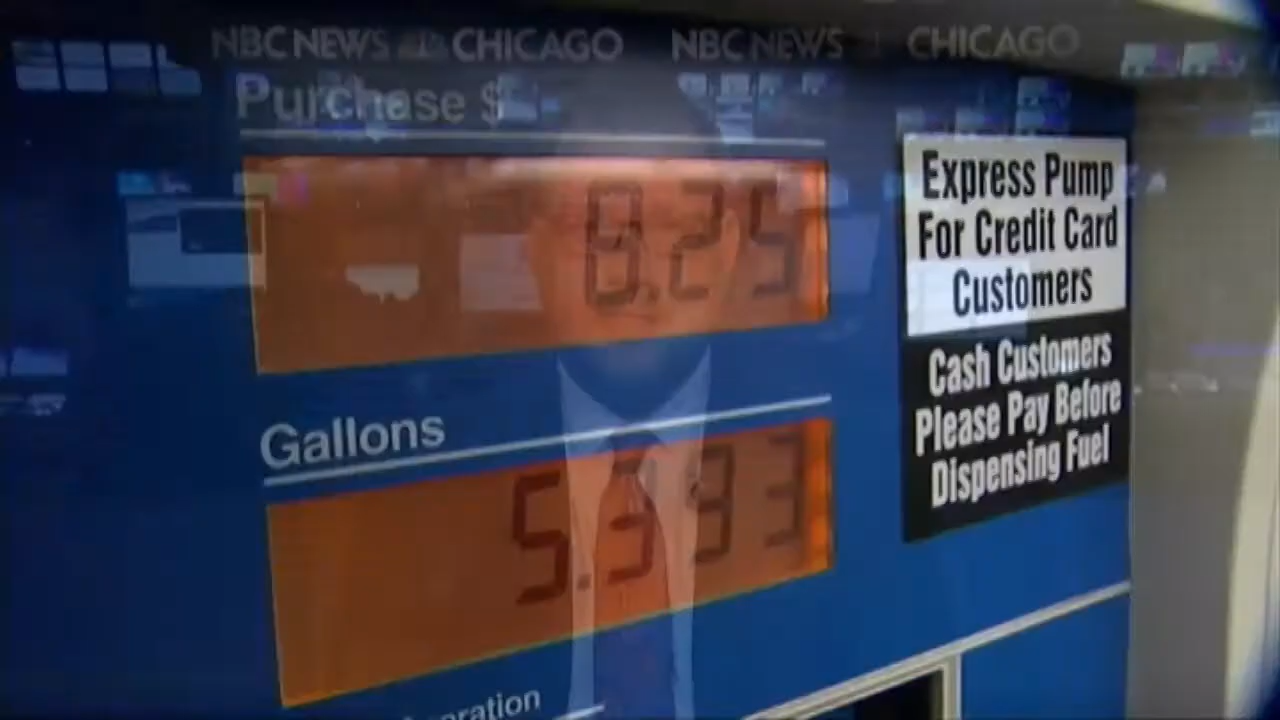 NBC NEWS CHICAGO NBC NEWS CHICAGO
Purchase $
8.25
Gallons
5.393
Express Pump
For Credit Card
Customers
Cash Customers
Please Pay Before
Dispensing Fuel